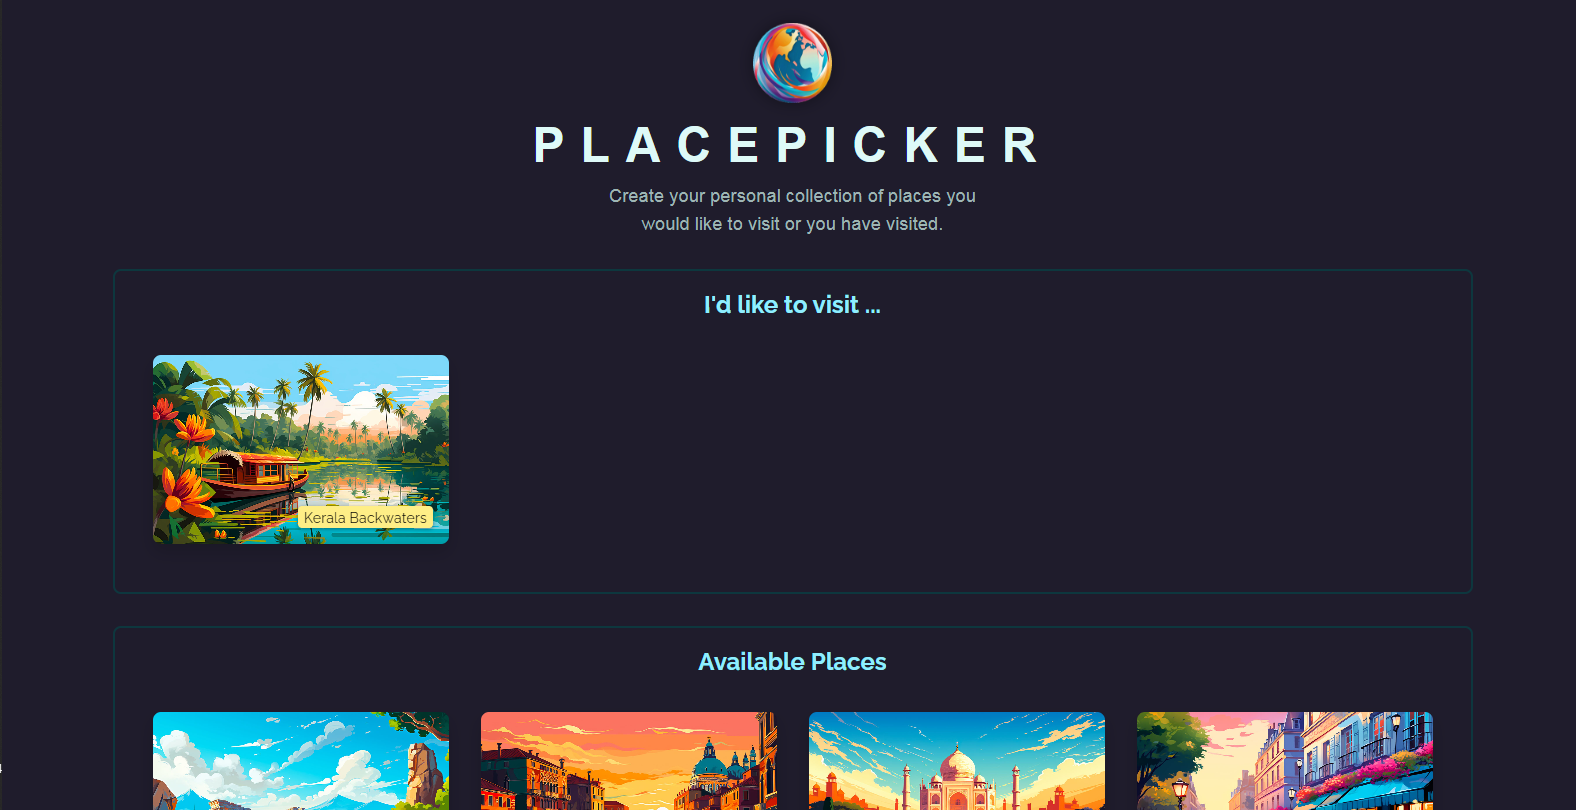 PLACEPICKER
Create your personal collection of places you
would like to visit or you have visited.
I'd like to visit ...
Kerala Backwaters
Available Places